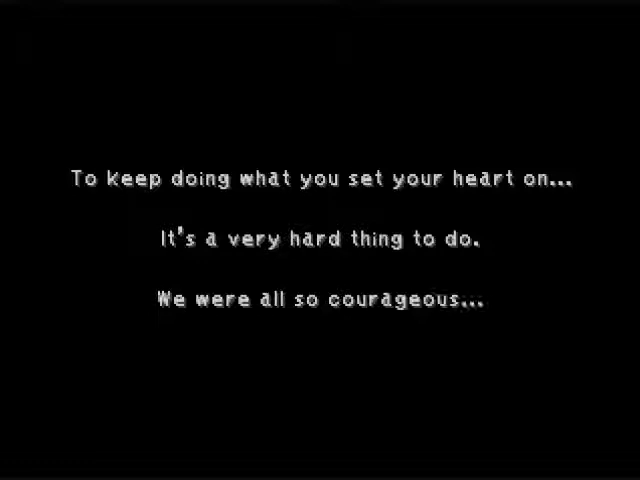 To keep doing what you set your heart on...
It's a very hard thing to do.
We were all so courageous...